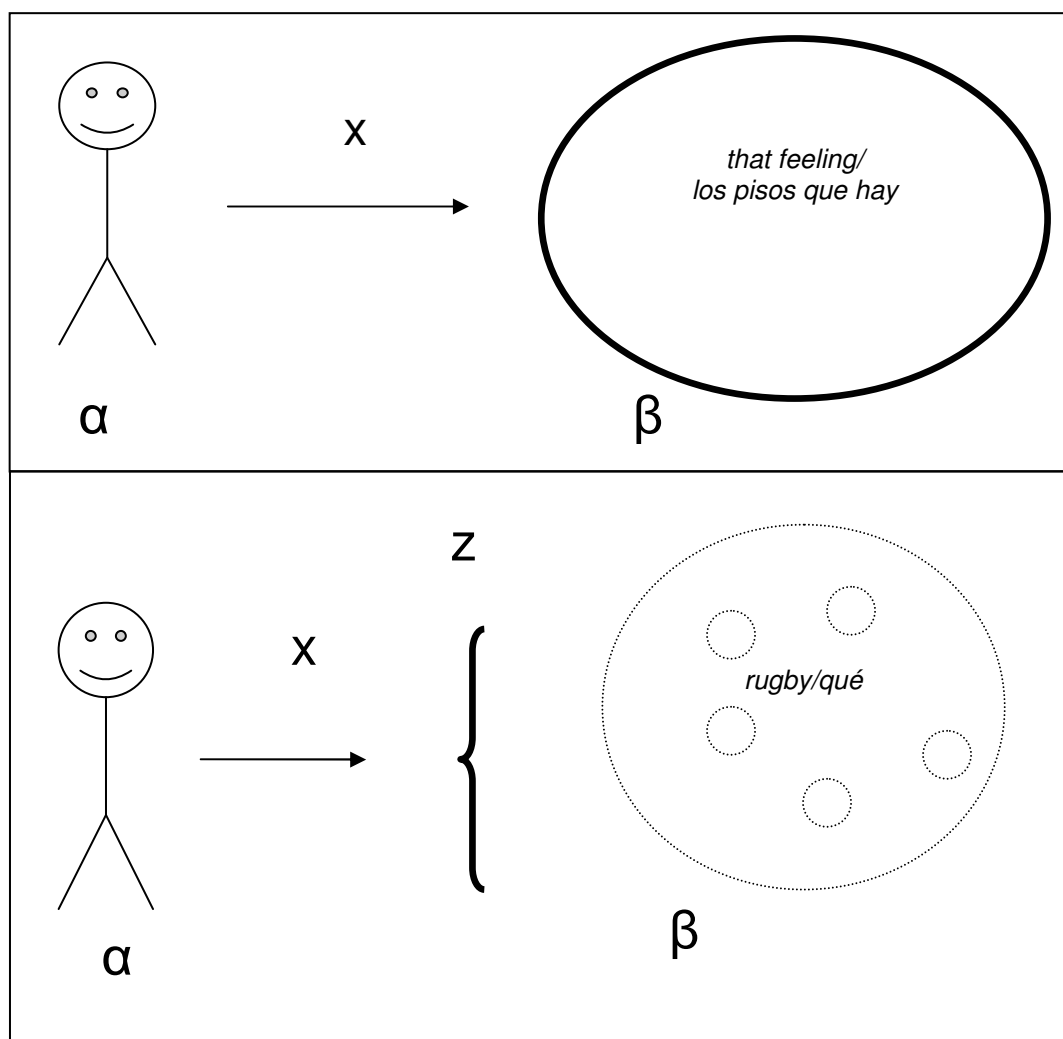 x
that feeling/
los pisos que hay
α
β
z
x
rugby/qué
β
α